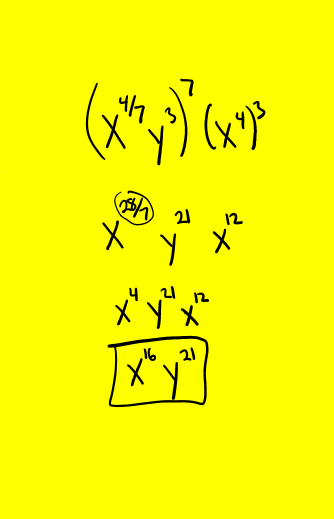 (x^{4/7} y^3)^7 (x^4)^3
x^{28/7} y^{21} x^{12}
x^4 y^{21} x^{12}
x^{16} y^{21}